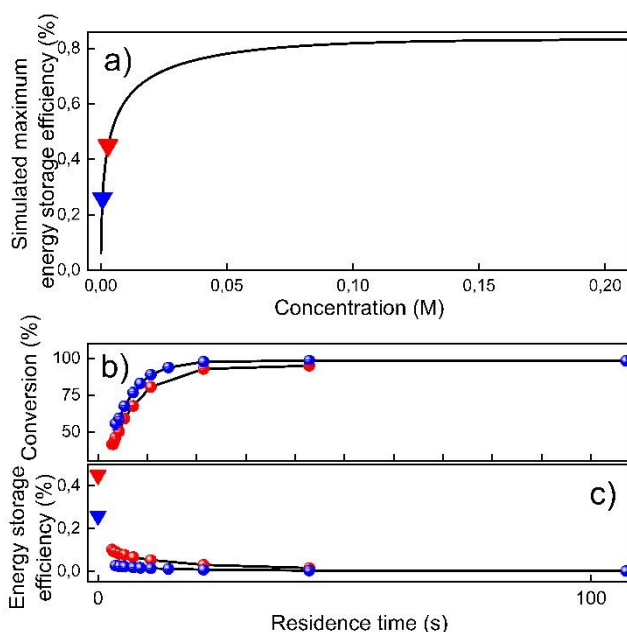 a)
Simulated maximum
energy storage efficiency (%)
0,8
0,6
0,4
0,2
0,0
0,00 0,05 0,10 0,15 0,20
Concentration (M)
b)
Conversion (%)
100
75
50
c)
Energy storage
efficiency (%)
0,4
0,2
0,0
0 100
Residence time (s)